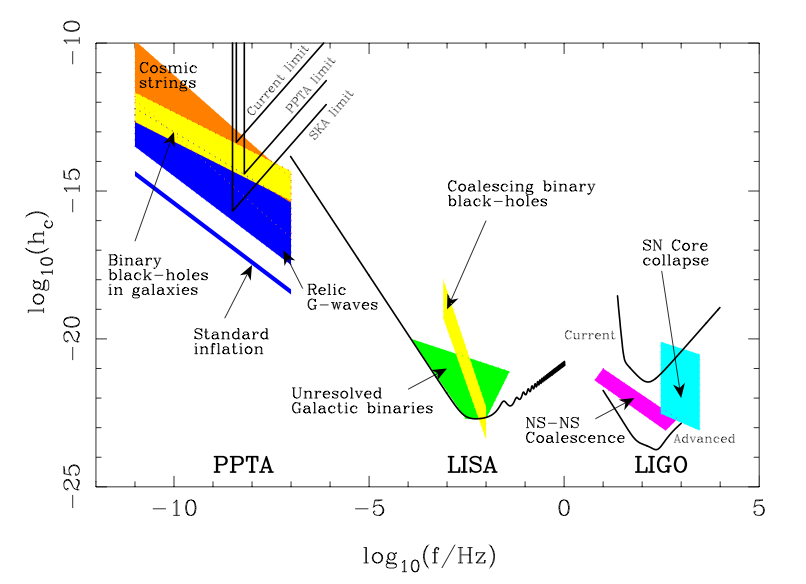 -10
Cosmic
strings
Current limit
PPTA limit
SKA limit
-15
Coalescing binary
black-holes
SN Core
collapse
Binary
black-holes
in galaxies
Relic
G-waves
Standard
inflation
Current
Unresolved
Galactic binaries
NS-NS
Coalescence
Advanced
-20
PPTA
LISA
LIGO
-25
-10
-5
0
5
log10(hc)
log10(f/Hz)